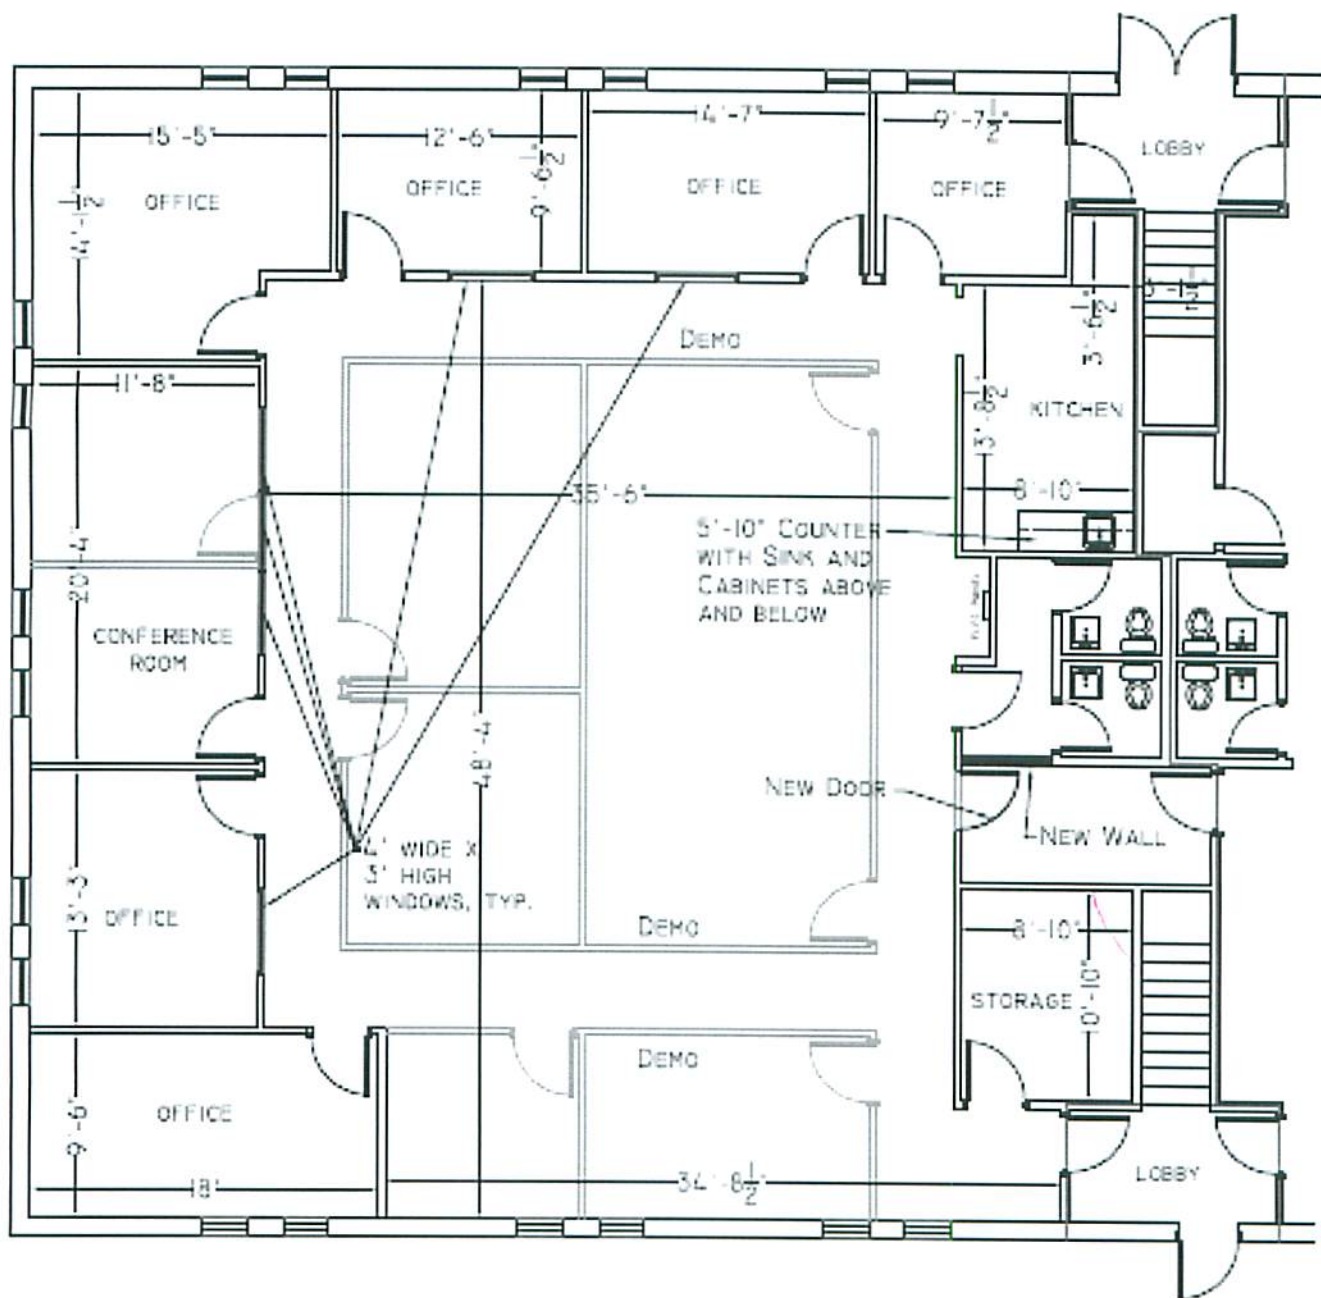 15'-5"
OFFICE
14'-1 1/2"
12'-6"
OFFICE
9'-6 1/2"
14'-7"
OFFICE
9'-7 1/2"
OFFICE
LOBBY
DEMO
3'-6 1/2"
3'-8 1/2"
KITCHEN
8'-10"
11'-8"
35'-6"
5'-10" COUNTER
WITH SINK AND
CABINETS ABOVE
AND BELOW
20'-4"
CONFERENCE
ROOM
48'-4"
NEW DOOR
NEW WALL
4' WIDE X
3' HIGH
WINDOWS, TYP.
13'-3"
OFFICE
DEMO
8'-10"
STORAGE
10'-10"
DEMO
OFFICE
9'-6"
18'
34'-8 1/2"
LOBBY